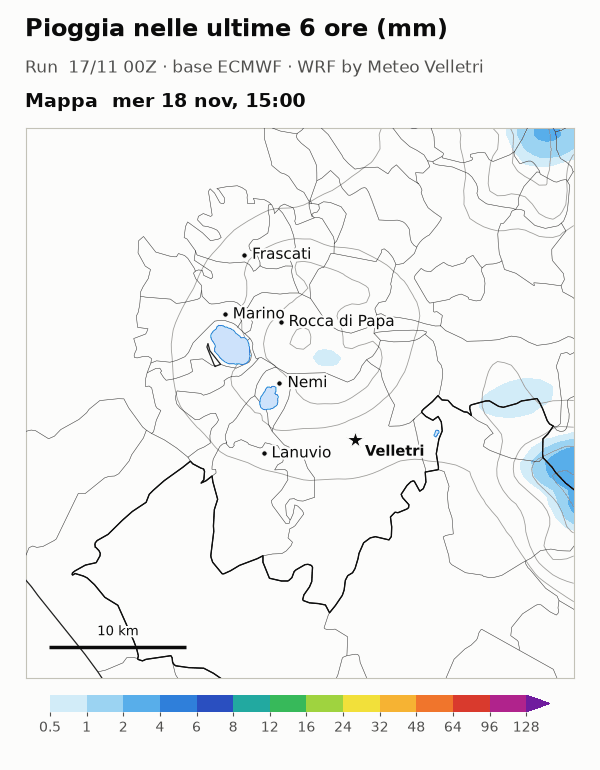 Pioggia nelle ultime 6 ore (mm)
Run  17/11 00Z · base ECMWF · WRF by Meteo Velletri
Mappa  mer 18 nov, 15:00
Frascati
Marino
Rocca di Papa
Nemi
Velletri
Lanuvio
10 km
0.5 1 2 4 6 8 12 16 24 32 48 64 96 128